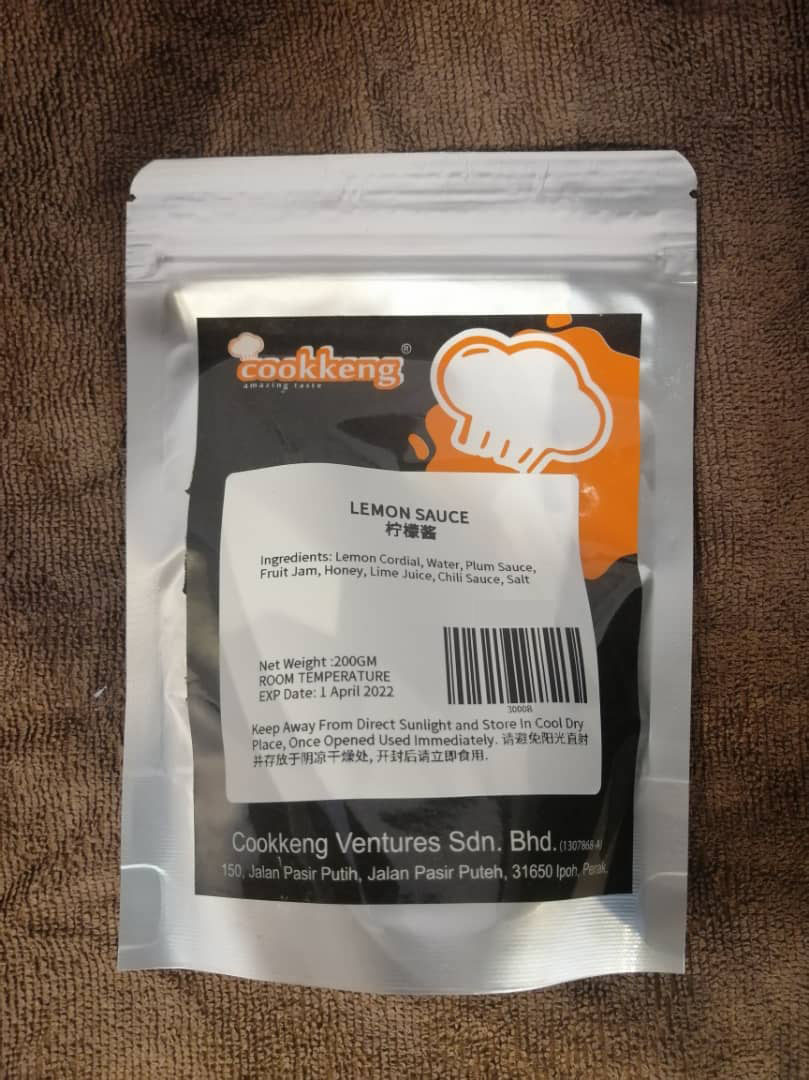 cookkeng®
amazing taste
LEMON SAUCE
柠檬酱
Ingredients: Lemon Cordial, Water, Plum Sauce,
Fruit Jam, Honey, Lime Juice, Chili Sauce, Salt
Net Weight :200GM
ROOM TEMPERATURE
EXP Date: 1 April 2022
30008
Keep Away From Direct Sunlight and Store In Cool Dry
Place, Once Opened Used Immediately. 请避免阳光直射
并存放于阴凉干燥处, 开封后请立即食用.
Cookkeng Ventures Sdn. Bhd. (1307868-A)
150, Jalan Pasir Putih, Jalan Pasir Puteh, 31650 Ipoh, Perak.